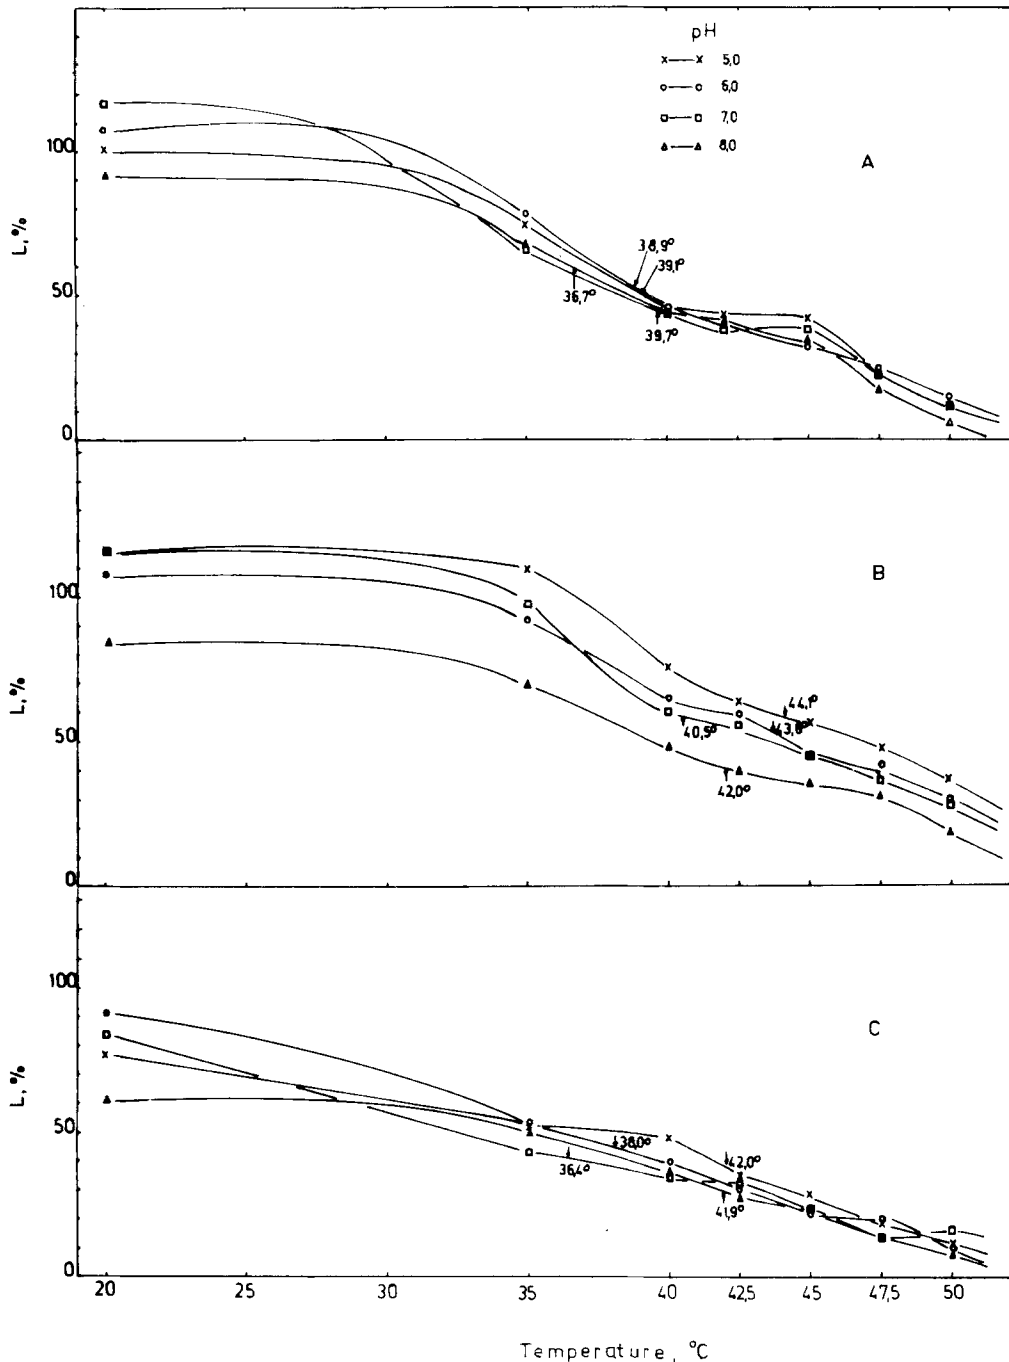 pH
x—x 5,0
o—o 6,0
□—□ 7,0
▲—▲ 8,0
A
L, %
100
50
0
38,9°
39,1°
36,7°
39,7°
B
L, %
100
50
0
44,1°
43,8°
40,5°
42,0°
C
L, %
100
50
0
38,0°
36,4°
42,0°
41,9°
20 25 30 35 40 42,5 45 47,5 50
Temperature, °C